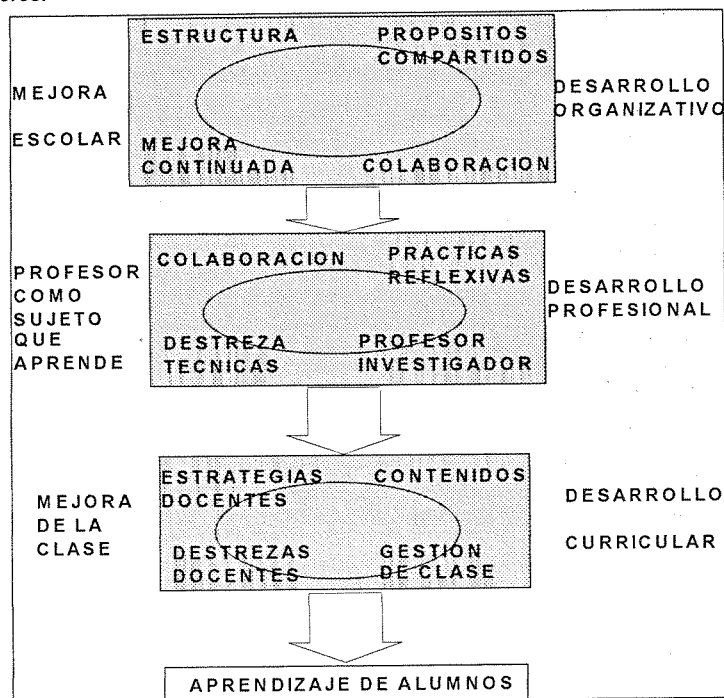 ESTRUCTURA PROPOSITOS
COMPARTIDOS
MEJORA
ESCOLAR
DESARROLLO
ORGANIZATIVO
MEJORA
CONTINUADA COLABORACION
COLABORACION PRACTICAS
REFLEXIVAS
PROFESOR
COMO
SUJETO
QUE
APRENDE
DESARROLLO
PROFESIONAL
DESTREZA PROFESOR
TECNICAS INVESTIGADOR
ESTRATEGIAS CONTENIDOS
DOCENTES
MEJORA
DE LA
CLASE
DESARROLLO
CURRICULAR
DESTREZAS GESTION
DOCENTES DE CLASE
APRENDIZAJE DE ALUMNOS